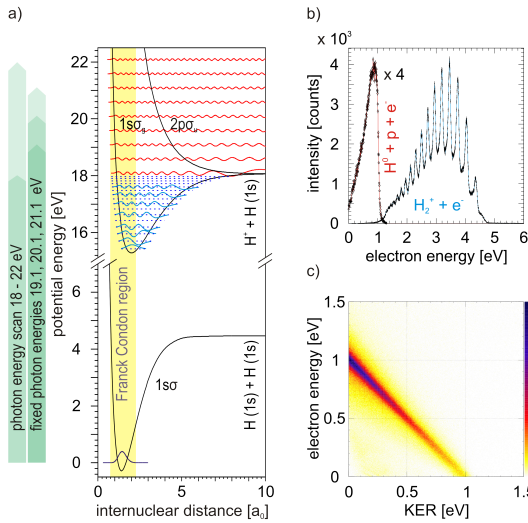 a)
photon energy scan 18 - 22 eV
fixed photon energies 19.1, 20.1, 21.1 eV
potential energy [eV]
22
20
18
16
4
2
0
1sσg
2pσu
Franck Condon region
1sσ
H⁺ + H (1s)
H (1s) + H (1s)
0 2 4 6 8 10
internuclear distance [a₀]
b)
x 10³
intensity [counts]
4
3
2
1
0
x 4
H⁰ + p + e⁻
H₂⁺ + e⁻
0 1 2 3 4 5 6
electron energy [eV]
c)
electron energy [eV]
1.5
1
0.5
0
0 0.5 1 1.5
KER [eV]